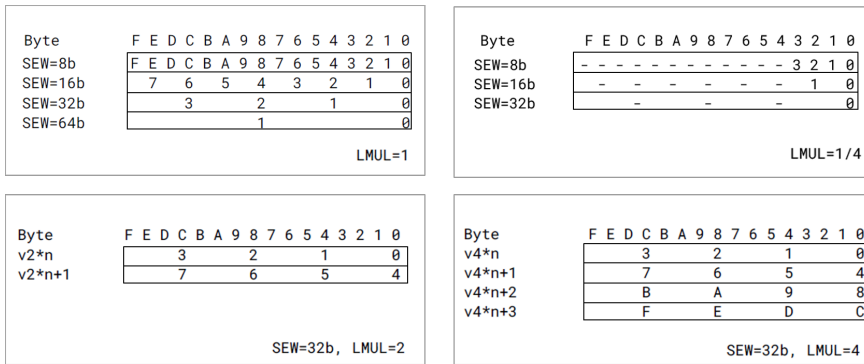 Byte F E D C B A 9 8 7 6 5 4 3 2 1 0
SEW=8b F E D C B A 9 8 7 6 5 4 3 2 1 0
SEW=16b 7 6 5 4 3 2 1 0
SEW=32b 3 2 1 0
SEW=64b 1 0
LMUL=1
Byte F E D C B A 9 8 7 6 5 4 3 2 1 0
SEW=8b - - - - - - - - - - - - 3 2 1 0
SEW=16b - - - - - - 1 0
SEW=32b - - - 0
LMUL=1/4
Byte F E D C B A 9 8 7 6 5 4 3 2 1 0
v2*n 3 2 1 0
v2*n+1 7 6 5 4
SEW=32b, LMUL=2
Byte F E D C B A 9 8 7 6 5 4 3 2 1 0
v4*n 3 2 1 0
v4*n+1 7 6 5 4
v4*n+2 B A 9 8
v4*n+3 F E D C
SEW=32b, LMUL=4